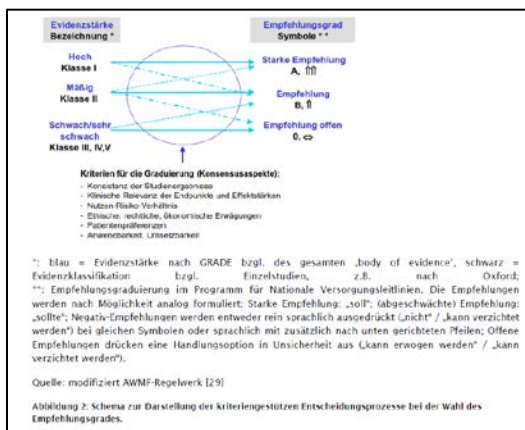 Evidenzstärke
Bezeichnung *
Empfehlungsgrad
Symbole * *
Hoch
Klasse I
Starke Empfehlung
A, ⇑⇑
Mäßig
Klasse II
Empfehlung
B, ⇑
Schwach/sehr
schwach
Klasse III, IV,V
Empfehlung offen
0, ⇔
Kriterien für die Graduierung (Konsensusaspekte):
- Konsistenz der Studienergebnisse
- Klinische Relevanz der Endpunkte und Effektstärken
- Nutzen-Risiko-Verhältnis
- Ethische, rechtliche, ökonomische Erwägungen
- Patientenpräferenzen
- Anwendbarkeit, Umsetzbarkeit
*: blau = Evidenzstärke nach GRADE bzgl. des gesamten „body of evidence', schwarz =
Evidenzklassifikation bzgl. Einzelstudien, z.B. nach Oxford;
**: Empfehlungsgraduierung im Programm für Nationale Versorgungsleitlinien. Die Empfehlungen
werden nach Möglichkeit analog formuliert: Starke Empfehlung: „soll"; (abgeschwächte) Empfehlung:
„sollte"; Negativ-Empfehlungen werden entweder rein sprachlich ausgedrückt („nicht" / „kann verzichtet
werden") bei gleichen Symbolen oder sprachlich mit zusätzlich nach unten gerichteten Pfeilen; Offene
Empfehlungen drücken eine Handlungsoption in Unsicherheit aus („kann erwogen werden" / „kann
verzichtet werden").
Quelle: modifiziert AWMF-Regelwerk [29]
Abbildung 2: Schema zur Darstellung der kriteriengestützen Entscheidungsprozesse bei der Wahl des
Empfehlungsgrades.